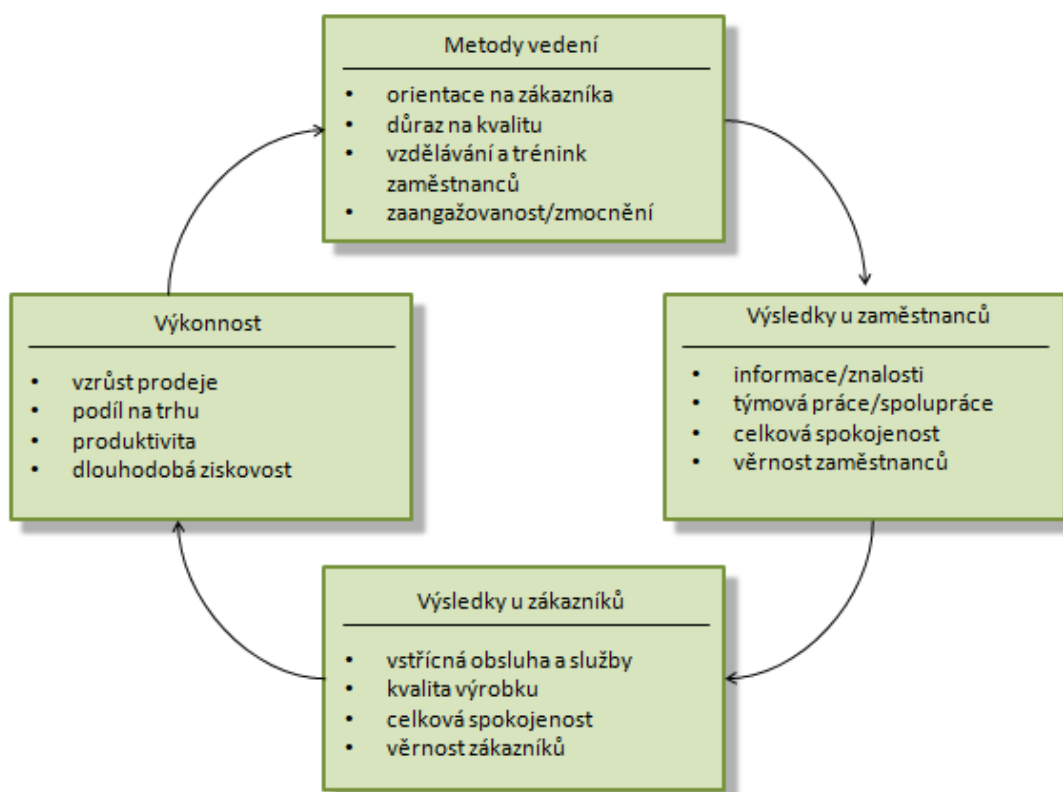 Metody vedení
• orientace na zákazníka
• důraz na kvalitu
• vzdělávání a trénink
zaměstnanců
• zaangažovanost/zmocnění
Výkonnost
• vzrůst prodeje
• podíl na trhu
• produktivita
• dlouhodobá ziskovost
Výsledky u zaměstnanců
• informace/znalosti
• týmová práce/spolupráce
• celková spokojenost
• věrnost zaměstnanců
Výsledky u zákazníků
• vstřícná obsluha a služby
• kvalita výrobku
• celková spokojenost
• věrnost zákazníků